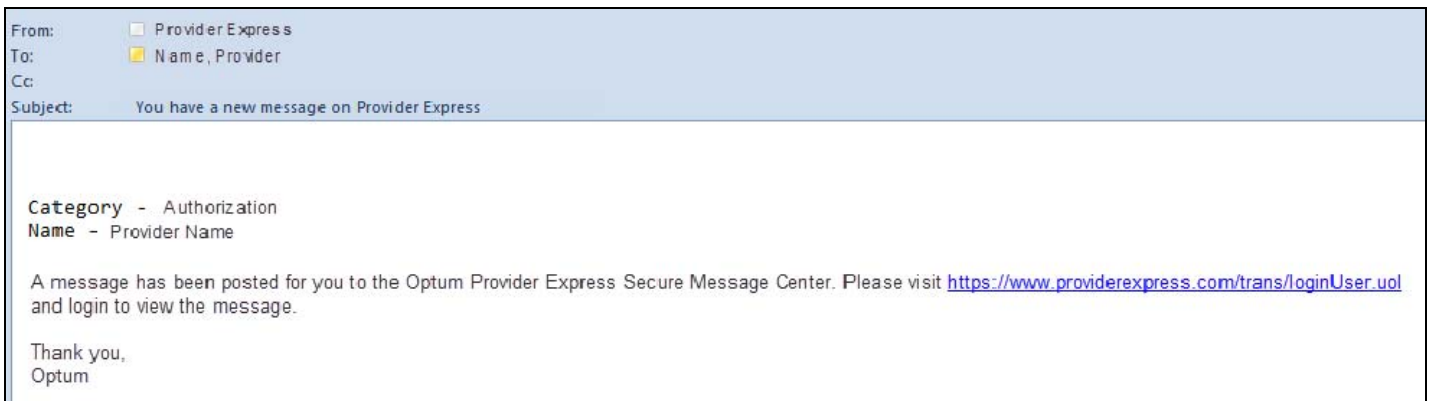 From: Provider Express
To: Name, Provider
Cc:
Subject: You have a new message on Provider Express
Category - Authorization
Name - Provider Name
A message has been posted for you to the Optum Provider Express Secure Message Center. Please visit https://www.providerexpress.com/trans/loginUser.uol
and login to view the message.
Thank you,
Optum